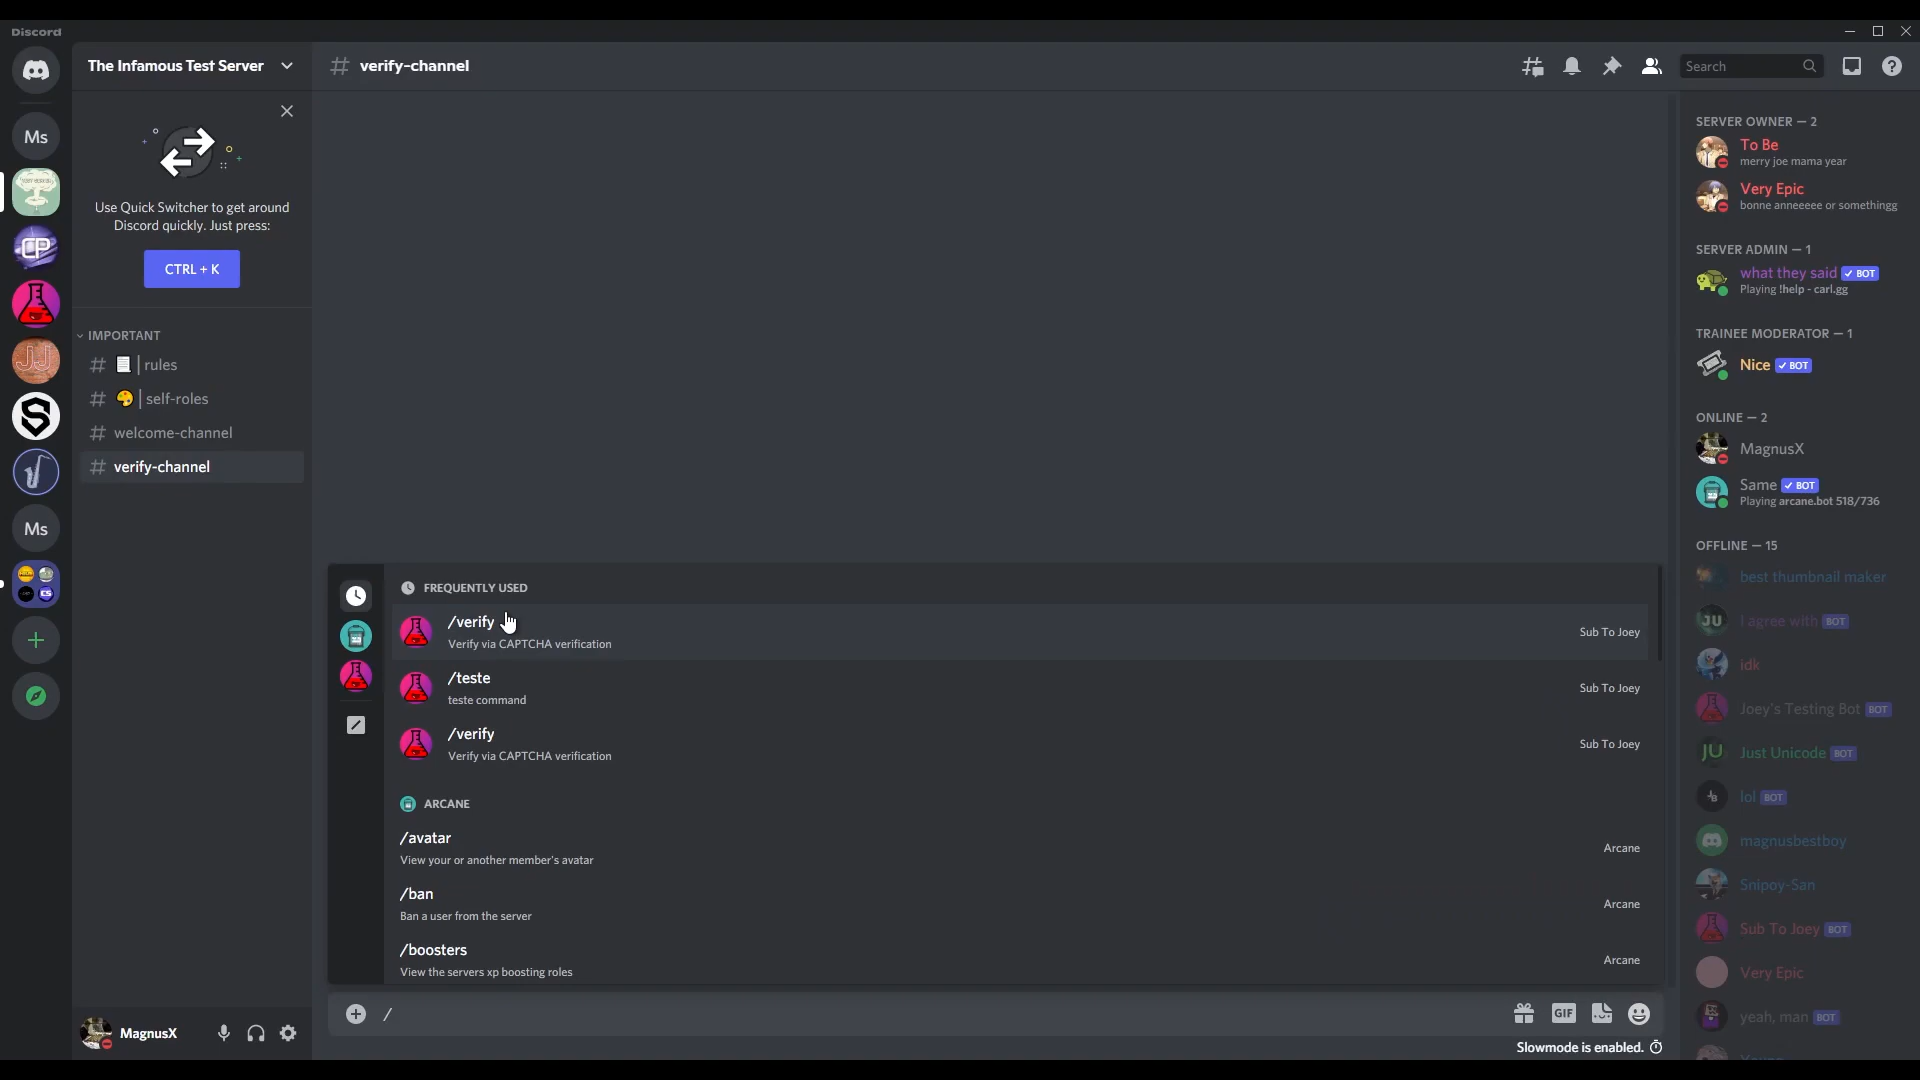 Discord
The Infamous Test Server
verify-channel
Search
Ms
CP
JJ
Ms
Use Quick Switcher to get around
Discord quickly. Just press:
CTRL + K
IMPORTANT
rules
self-roles
welcome-channel
verify-channel
FREQUENTLY USED
/verify
Verify via CAPTCHA verification
Sub To Joey
/teste
teste command
Sub To Joey
/verify
Verify via CAPTCHA verification
Sub To Joey
ARCANE
/avatar
View your or another member's avatar
Arcane
/ban
Ban a user from the server
Arcane
/boosters
View the servers xp boosting roles
Arcane
/
GIF
Slowmode is enabled.
MagnusX
SERVER OWNER — 2
To Be
merry joe mama year
Very Epic
bonne anneeeee or somethingg
SERVER ADMIN — 1
what they said ✓ BOT
Playing !help - carl.gg
TRAINEE MODERATOR — 1
Nice ✓ BOT
ONLINE — 2
MagnusX
Same ✓ BOT
Playing arcane.bot 518/736
OFFLINE — 15
best thumbnail maker
JU
I agree with BOT
idk
Joey's Testing Bot BOT
JU
Just Unicode BOT
lol BOT
magnusbestboy
Snipoy-San
Sub To Joey BOT
Very Epic
yeah, man BOT